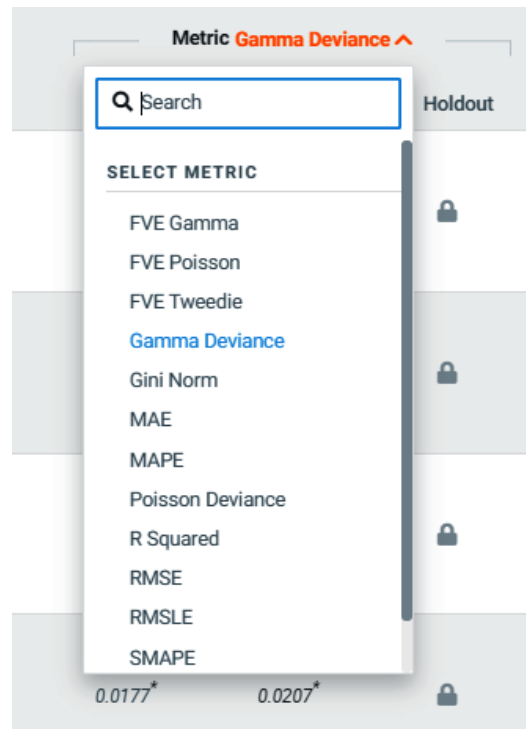 Metric Gamma Deviance
Search
Holdout
SELECT METRIC
FVE Gamma
FVE Poisson
FVE Tweedie
Gamma Deviance
Gini Norm
MAE
MAPE
Poisson Deviance
R Squared
RMSE
RMSLE
SMAPE
0.0177* 0.0207*